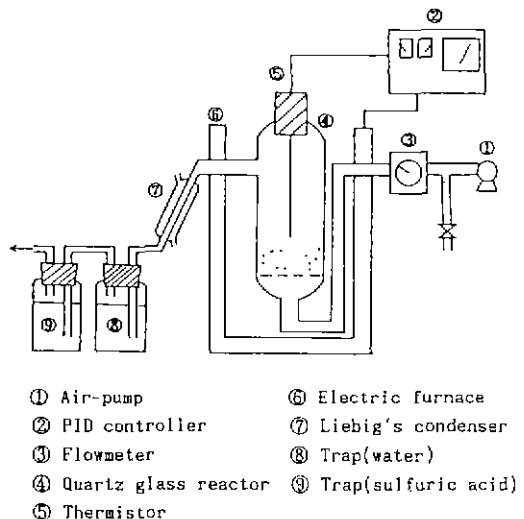 ②
⑤
⑥
④
③
①
⑦
⑨
⑧
① Air-pump
② PID controller
③ Flowmeter
④ Quartz glass reactor
⑤ Thermistor
⑥ Electric furnace
⑦ Liebig's condenser
⑧ Trap(water)
⑨ Trap(sulfuric acid)